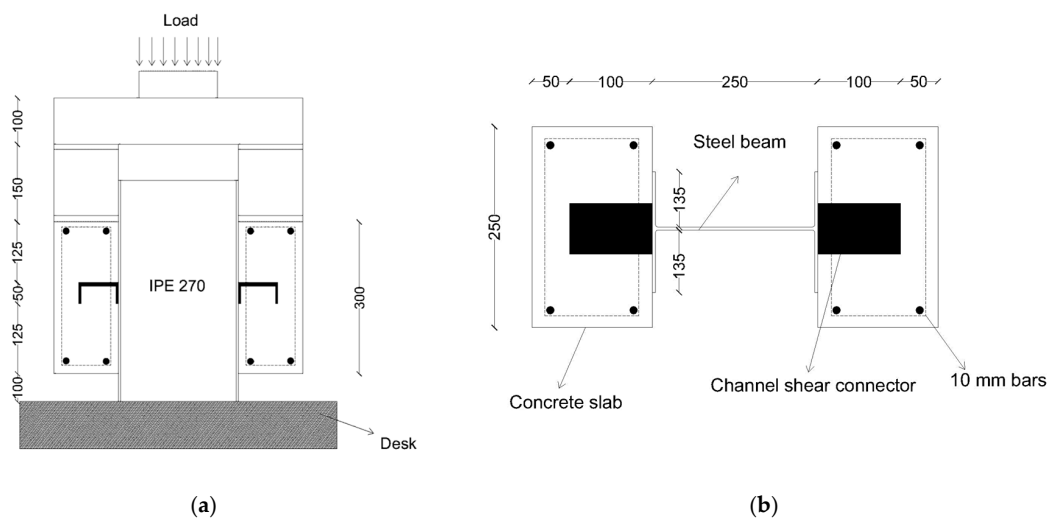 Load
100
150
125
50
125
100
IPE 270
300
Desk
(a)
50 100 250 100 50
Steel beam
250
135
135
Concrete slab
Channel shear connector
10 mm bars
(b)